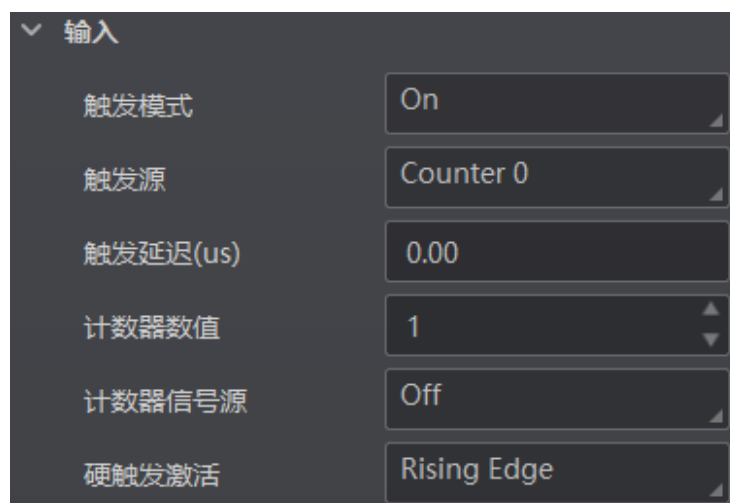 输入
触发模式 On
触发源 Counter 0
触发延迟(us) 0.00
计数器数值 1
计数器信号源 Off
硬触发激活 Rising Edge